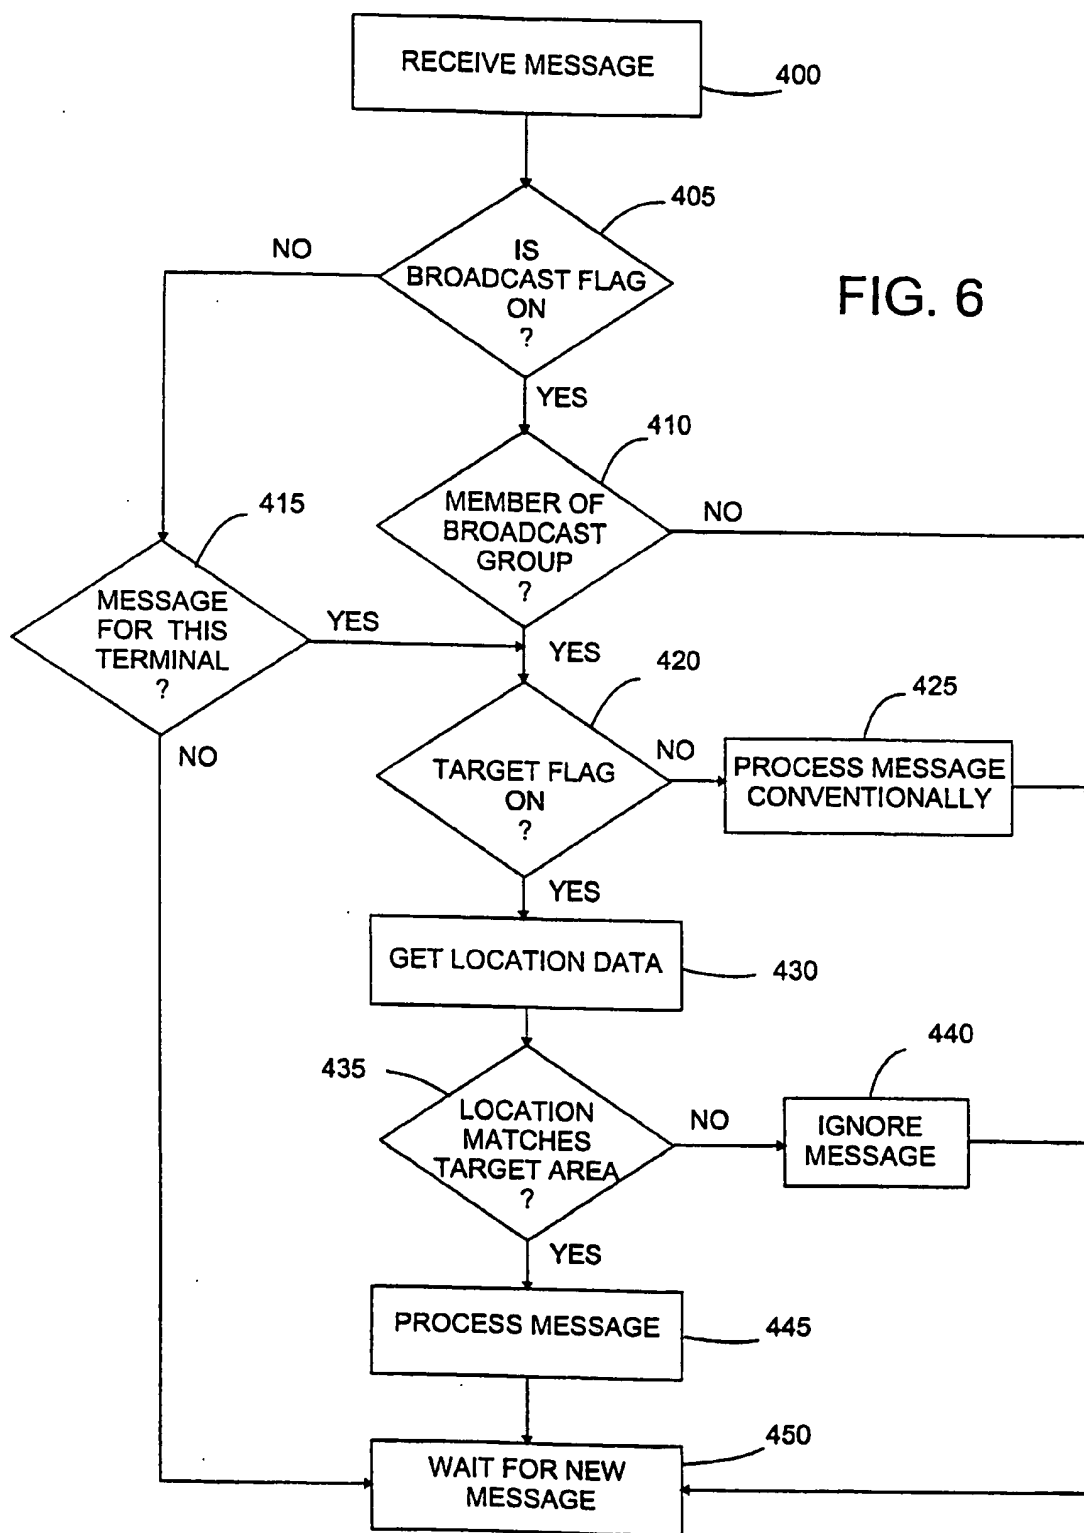 RECEIVE MESSAGE
400
405
NO
IS
BROADCAST FLAG
ON
?
FIG. 6
YES
410
MEMBER OF
BROADCAST
GROUP
?
NO
415
MESSAGE
FOR THIS
TERMINAL
?
YES
YES
420
425
NO
TARGET FLAG
ON
?
NO
PROCESS MESSAGE
CONVENTIONALLY
YES
GET LOCATION DATA
430
435
440
LOCATION
MATCHES
TARGET AREA
?
NO
IGNORE
MESSAGE
YES
PROCESS MESSAGE
445
450
WAIT FOR NEW
MESSAGE